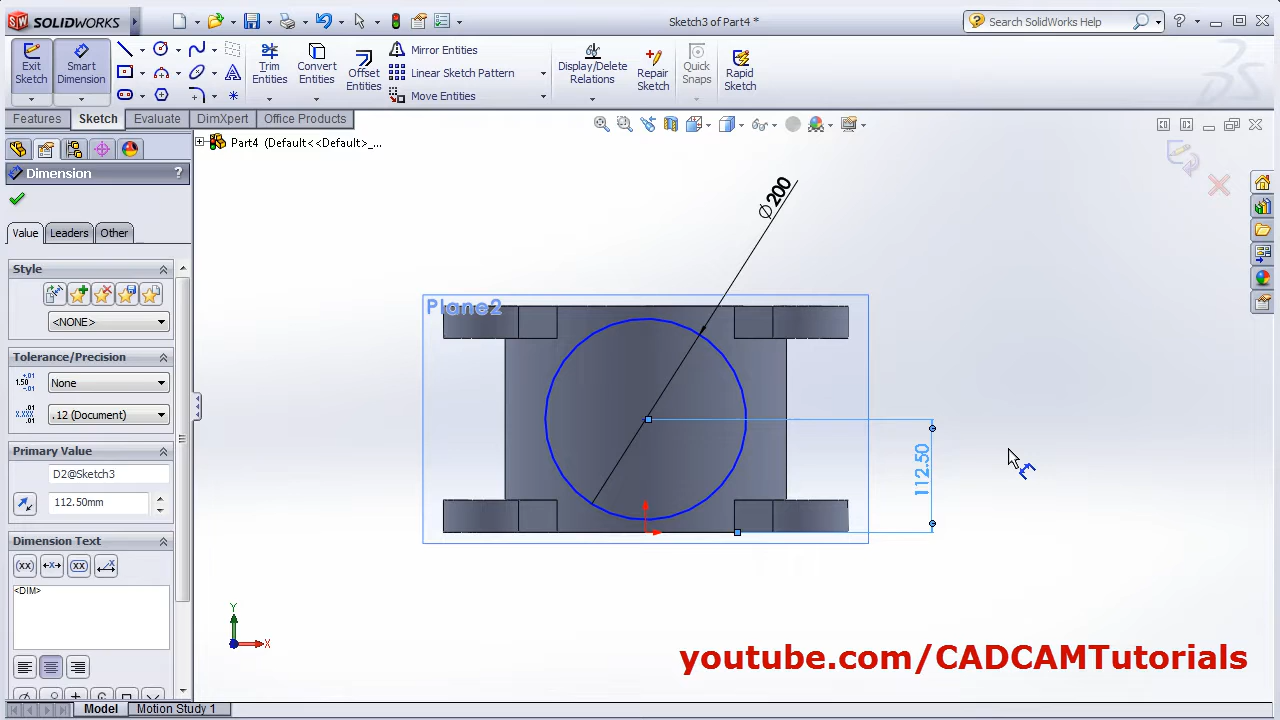 SOLIDWORKS
Sketch3 of Part4 *
Search SolidWorks Help
Exit Sketch
Smart Dimension
Trim Entities
Convert Entities
Offset Entities
Mirror Entities
Linear Sketch Pattern
Move Entities
Display/Delete Relations
Repair Sketch
Quick Snaps
Rapid Sketch
Features
Sketch
Evaluate
DimXpert
Office Products
Part4 (Default<<Default>_...
Dimension
?
Value
Leaders
Other
Style
<NONE>
Tolerance/Precision
None
.12 (Document)
Primary Value
D2@Sketch3
112.50mm
Dimension Text
<DIM>
Plane2
∅200
112.50
Y
X
youtube.com/CADCAMTutorials
Model
Motion Study 1